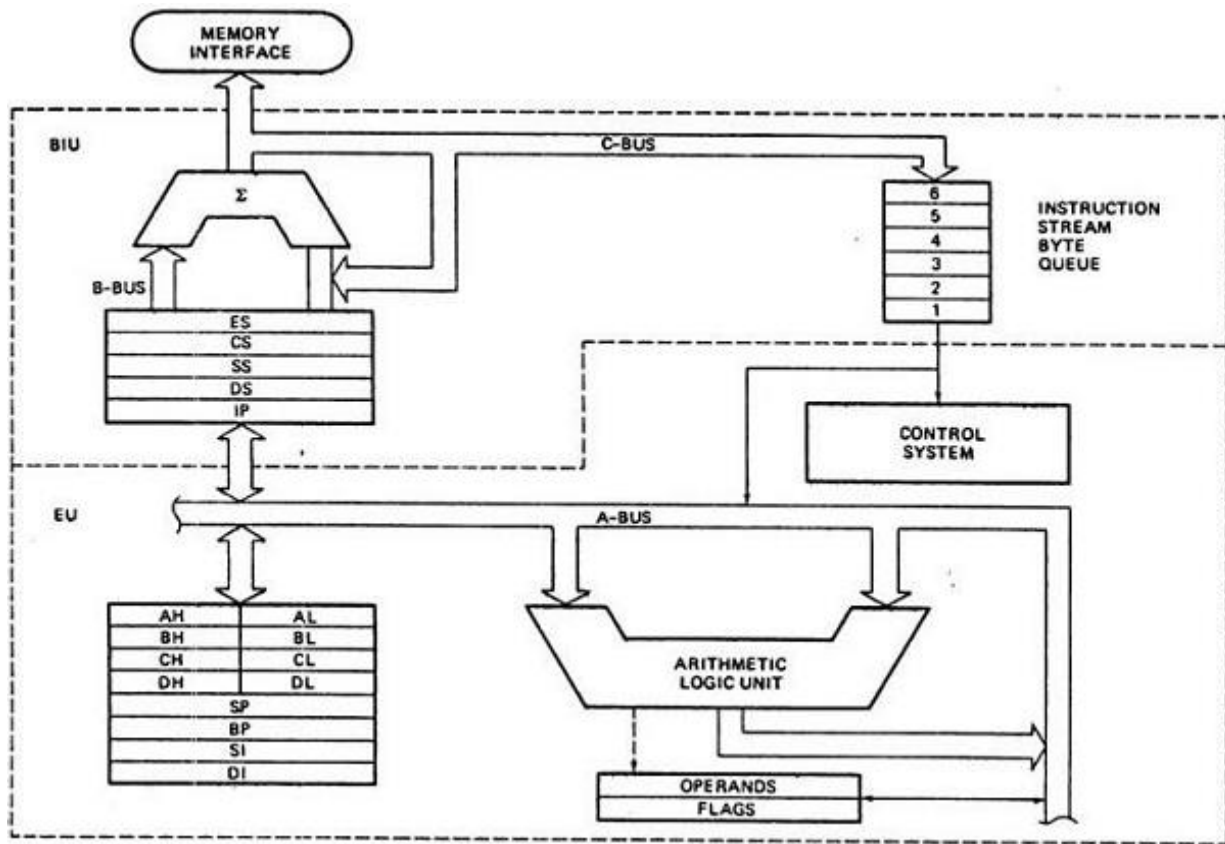 MEMORY
INTERFACE
BIU
C-BUS
Σ
B-BUS
6
5
4
3
2
1
INSTRUCTION
STREAM
BYTE
QUEUE
ES
CS
SS
DS
IP
CONTROL
SYSTEM
EU
A-BUS
AH AL
BH BL
CH CL
DH DL
SP
BP
SI
DI
ARITHMETIC
LOGIC UNIT
OPERANDS
FLAGS